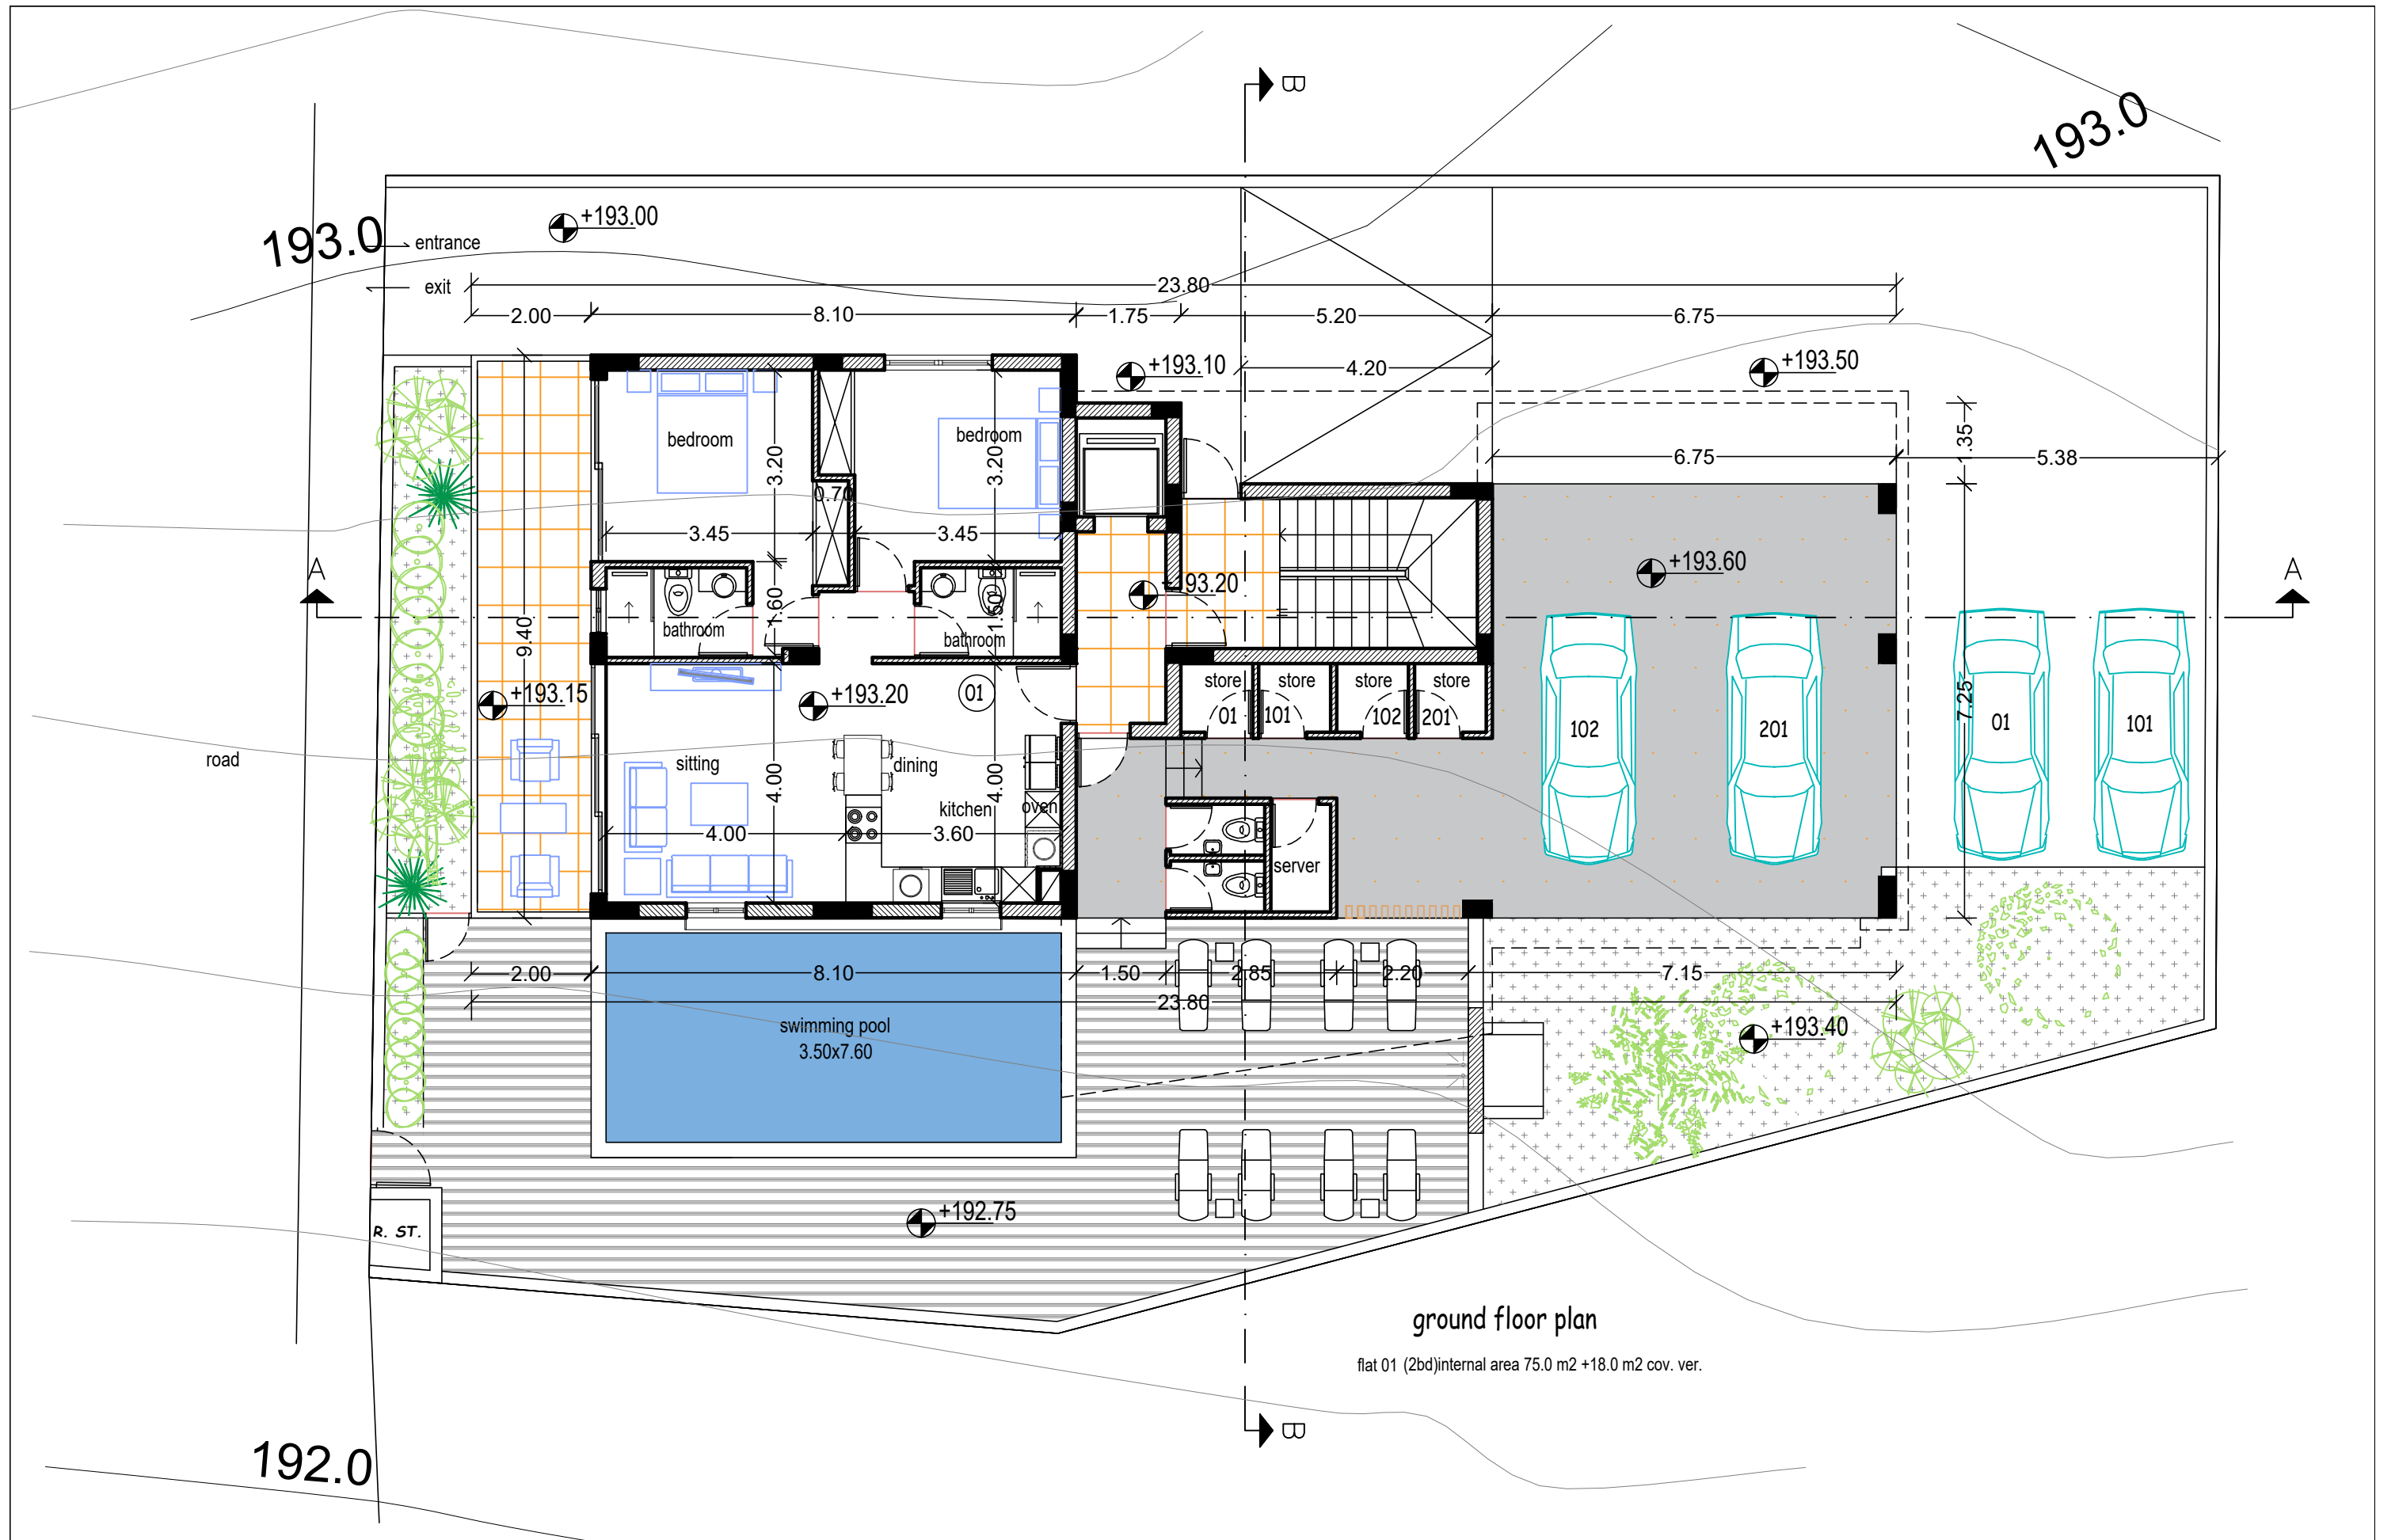 B
193.0
+193.00
193.0
entrance
exit
23.80
2.00
8.10
1.75
5.20
6.75
+193.10
+193.50
4.20
bedroom
bedroom
3.20
3.20
1.35
6.75
5.38
0.70
3.45
3.45
+193.60
+193.20
A
A
1.60
1.50
bathroom
bathroom
9.40
+193.15
+193.20
01
store
store
store
store
01
101
102
201
7.25
102
201
01
101
road
sitting
dining
4.00
4.00
kitchen
oven
4.00
3.60
server
2.00
8.10
1.50
2.85
2.20
7.15
23.80
swimming pool
3.50x7.60
+193.40
+192.75
R. ST.
ground floor plan
flat 01 (2bd)internal area 75.0 m2 +18.0 m2 cov. ver.
B
192.0